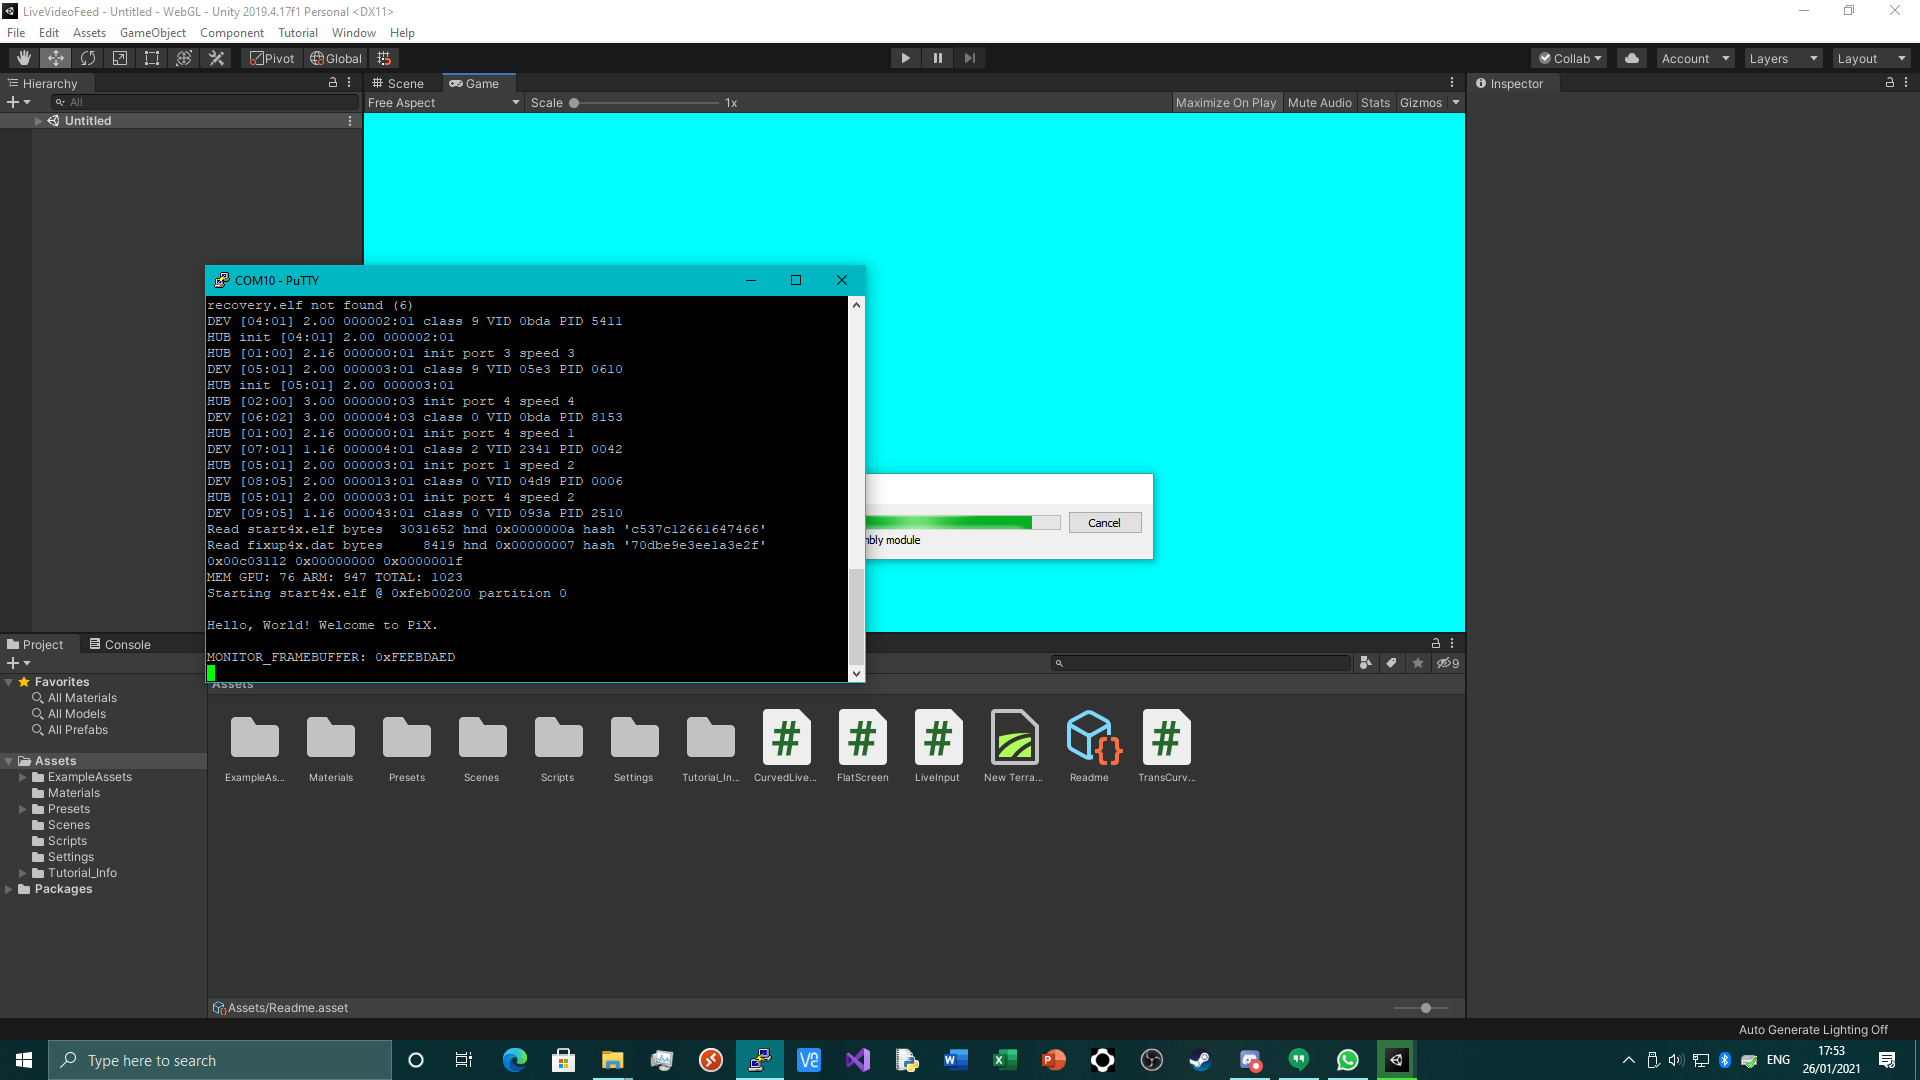 LiveVideoFeed - Untitled - WebGL - Unity 2019.4.17f1 Personal <DX11>
File Edit Assets GameObject Component Tutorial Window Help
Pivot Global Collab Account Layers Layout
Hierarchy
All
Untitled
Scene Game
Free Aspect Scale 1x Maximize On Play Mute Audio Stats Gizmos
Inspector
COM10 - PuTTY
recovery.elf not found (6)
DEV [04:01] 2.00 000002:01 class 9 VID 0bda PID 5411
HUB init [04:01] 2.00 000002:01
HUB [01:00] 2.16 000000:01 init port 3 speed 3
DEV [05:01] 2.00 000003:01 class 9 VID 05e3 PID 0610
HUB init [05:01] 2.00 000003:01
HUB [02:00] 3.00 000000:03 init port 4 speed 4
DEV [06:02] 3.00 000004:03 class 0 VID 0bda PID 8153
HUB [01:00] 2.16 000000:01 init port 4 speed 1
DEV [07:01] 1.16 000004:01 class 2 VID 2341 PID 0042
HUB [05:01] 2.00 000003:01 init port 1 speed 2
DEV [08:05] 2.00 000013:01 class 0 VID 04d9 PID 0006
HUB [05:01] 2.00 000003:01 init port 4 speed 2
DEV [09:05] 1.16 000043:01 class 0 VID 093a PID 2510
Read start4x.elf bytes  3031652 hnd 0x0000000a hash 'c537c12661647466'
Read fixup4x.dat bytes     8419 hnd 0x00000007 hash '70dbe9e3ee1a3e2f'
0x00c03112 0x00000000 0x0000001f
MEM GPU: 76 ARM: 947 TOTAL: 1023
Starting start4x.elf @ 0xfeb00200 partition 0
Hello, World! Welcome to PiX.
MONITOR_FRAMEBUFFER: 0xFEEBDAED
Cancel
mbly module
Project Console
9
Favorites
All Materials
All Models
All Prefabs
Assets
ExampleAssets
Materials
Presets
Scenes
Scripts
Settings
Tutorial_Info
Packages
Assets
ExampleAs... Materials Presets Scenes Scripts Settings Tutorial_In... CurvedLive... FlatScreen LiveInput New Terra... Readme TransCurv...
Assets/Readme.asset
Auto Generate Lighting Off
Type here to search
ENG
17:53
26/01/2021